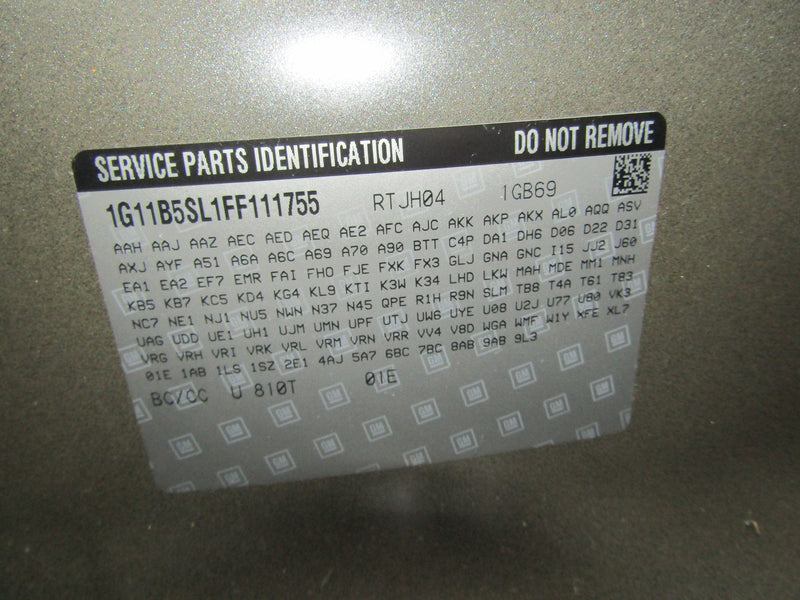 SERVICE PARTS IDENTIFICATION DO NOT REMOVE
1G11B5SL1FF111755 RTJH04 1GB69
AAH AAJ AAZ AEC AED AEQ AE2 AFC AJC AKK AKP AKX AL0 AQQ ASV
AXJ AYF A51 A6A A6C A69 A70 A90 BTT C4P DA1 DH6 D06 D22 D31
EA1 EA2 EF7 EMR FAI FHO FJE FXK FX3 GLJ GNA GNC I15 JJ2 J60
KB5 KB7 KC5 KD4 KG4 KL9 KTI K3W K34 LHD LKW MAH MDE MM1 MNH
NC7 NE1 NJ1 NU5 NWN N37 N45 QPE R1H R9N SLM TB8 T4A T61 T83
UAG UDD UE1 UH1 UJM UMN UPF UTJ UW6 UYE U08 U2J U77 U80 VK3
VRG VRH VRI VRK VRL VRM VRN VRR VV4 V8D WGA WMF W1Y XFE XL7
01E 1AB 1LS 1SZ 2E1 4AJ 5A7 6BC 7BC 8AB 9AB 9L3
BC/CC U 810T 01E
GM